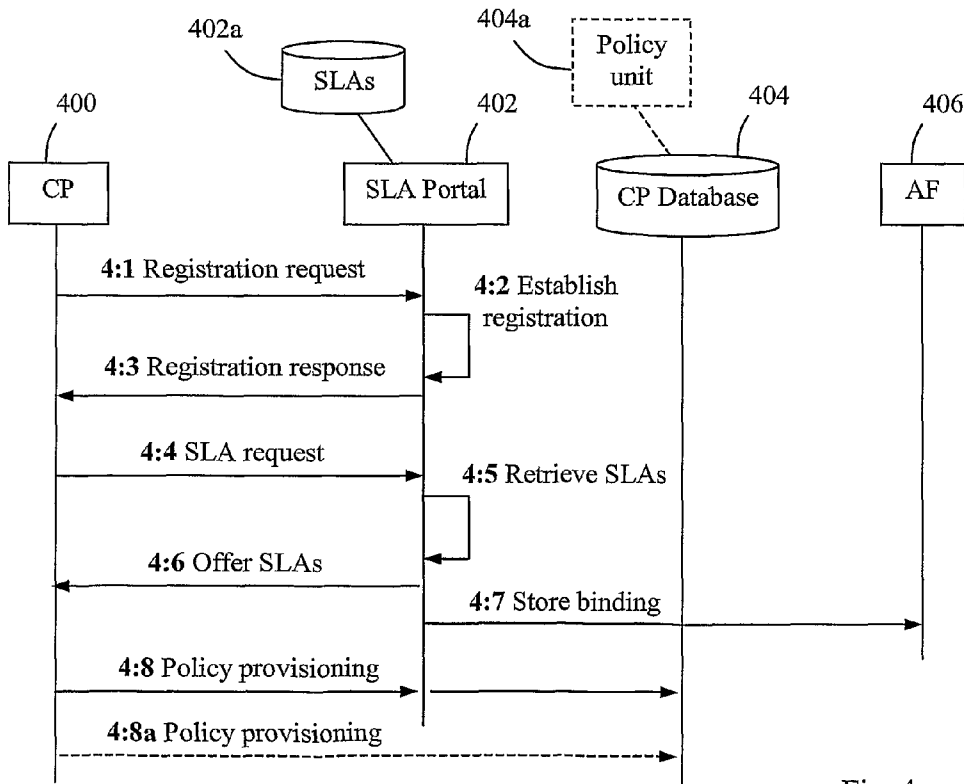 402a
SLAs
404a
Policy
unit
400
402
404
406
CP
SLA Portal
CP Database
AF
4:1 Registration request
4:2 Establish
registration
4:3 Registration response
4:4 SLA request
4:5 Retrieve SLAs
4:6 Offer SLAs
4:7 Store binding
4:8 Policy provisioning
4:8a Policy provisioning